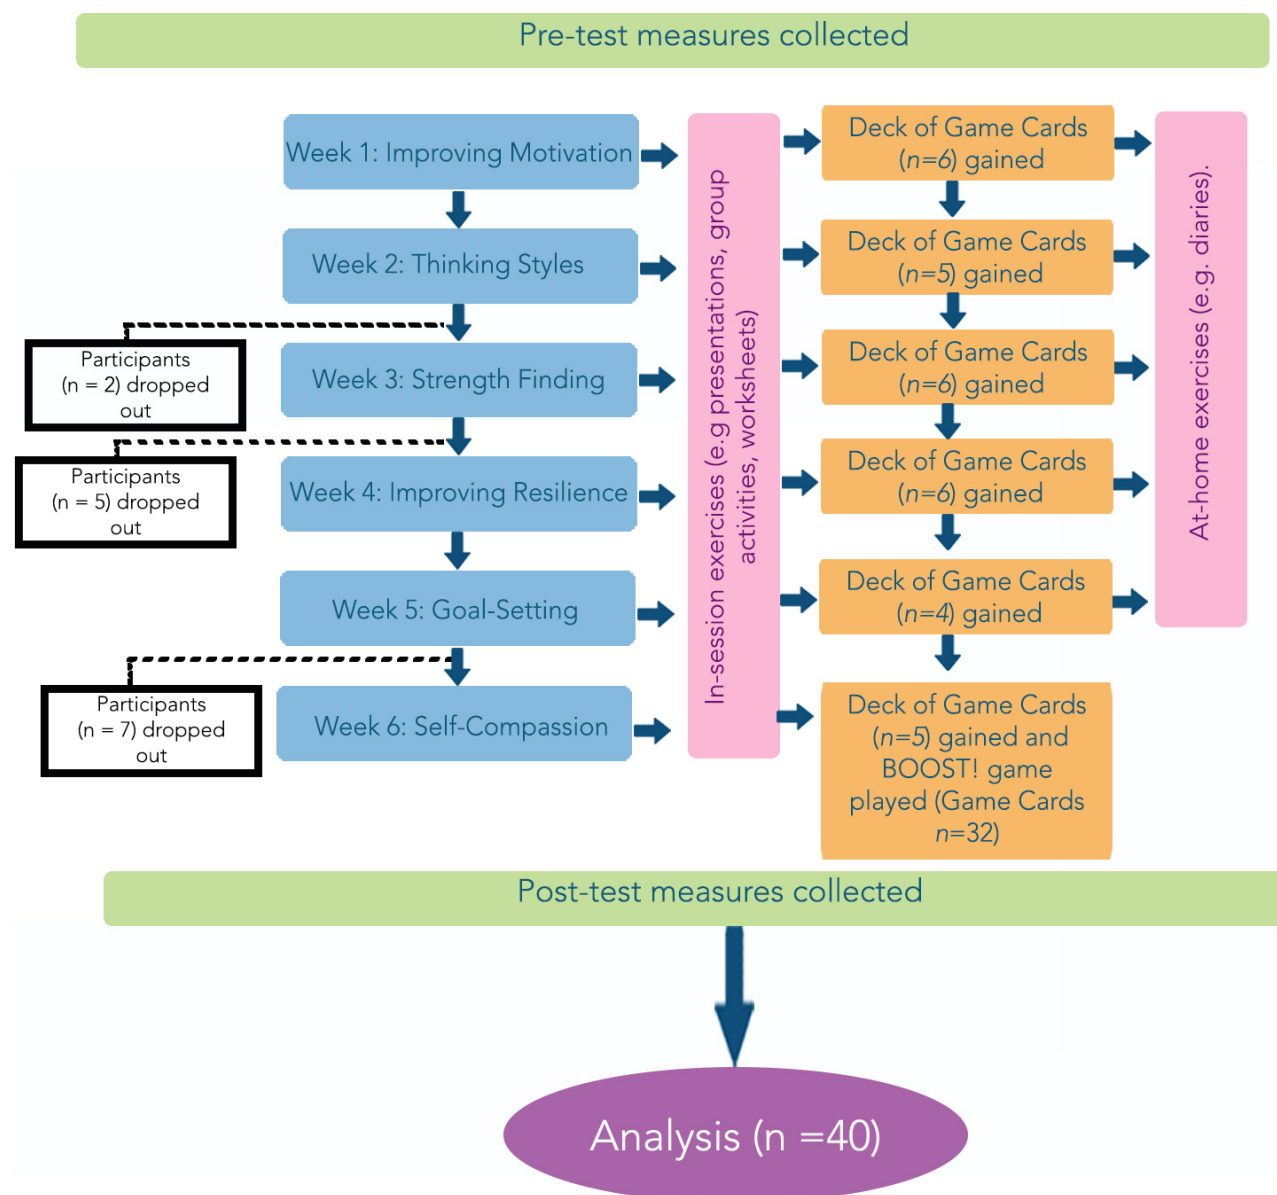 Pre-test measures collected
Week 1: Improving Motivation
Week 2: Thinking Styles
Participants
(n = 2) dropped
out
Week 3: Strength Finding
Participants
(n = 5) dropped
out
Week 4: Improving Resilience
Week 5: Goal-Setting
Participants
(n = 7) dropped
out
Week 6: Self-Compassion
In-session exercises (e.g presentations, group
activities, worksheets)
Deck of Game Cards
(n=6) gained
Deck of Game Cards
(n=5) gained
Deck of Game Cards
(n=6) gained
Deck of Game Cards
(n=6) gained
Deck of Game Cards
(n=4) gained
Deck of Game Cards
(n=5) gained and
BOOST! game
played (Game Cards
n=32)
At-home exercises (e.g. diaries).
Post-test measures collected
Analysis (n =40)